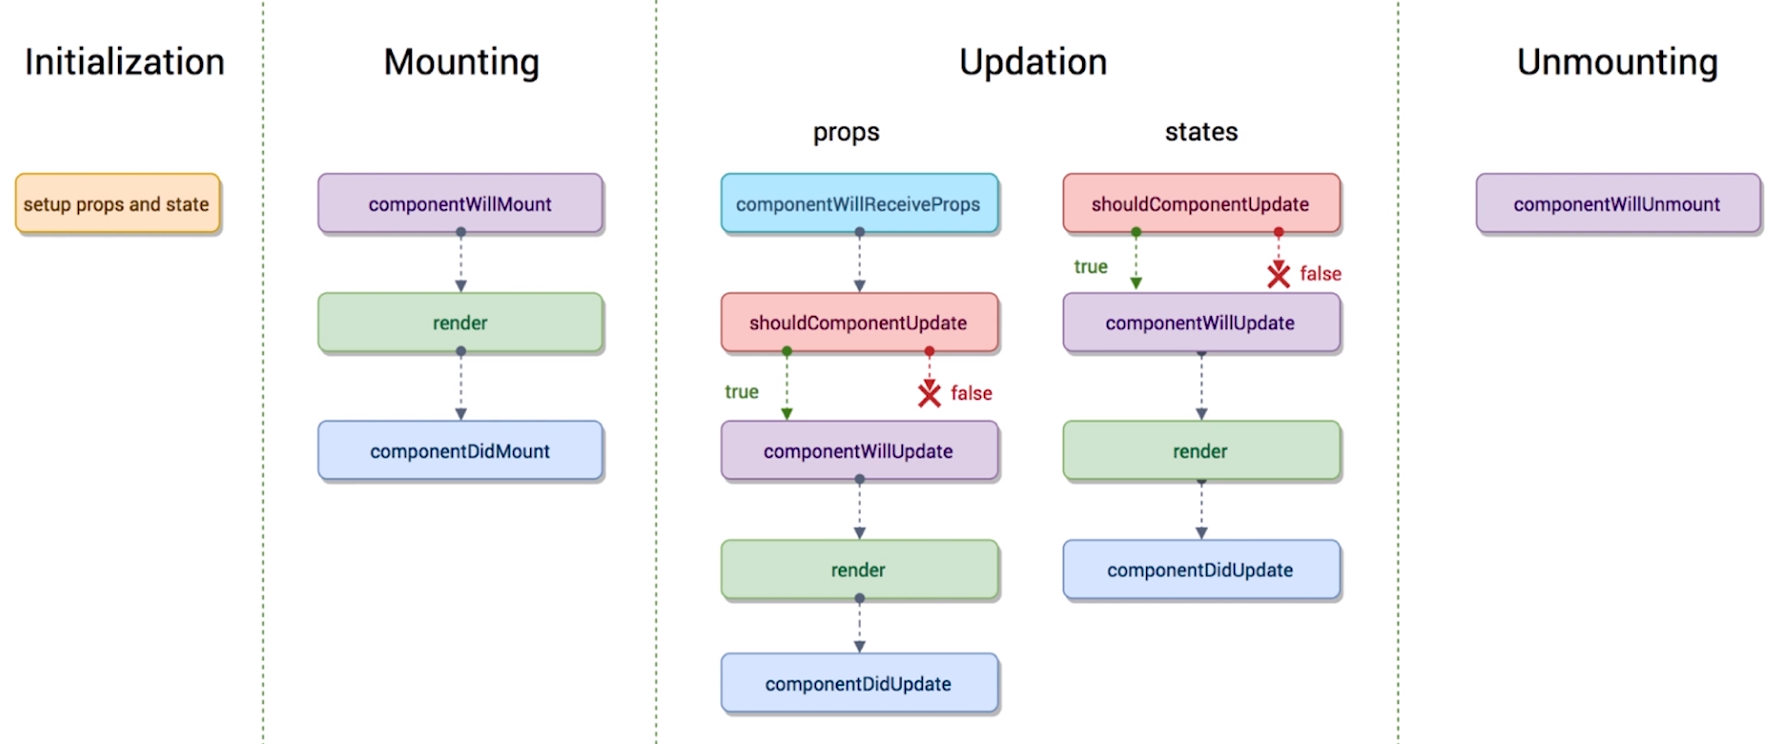 Initialization
setup props and state
Mounting
componentWillMount
render
componentDidMount
Updation
props
componentWillReceiveProps
shouldComponentUpdate
true
false
componentWillUpdate
render
componentDidUpdate
states
shouldComponentUpdate
true
false
componentWillUpdate
render
componentDidUpdate
Unmounting
componentWillUnmount